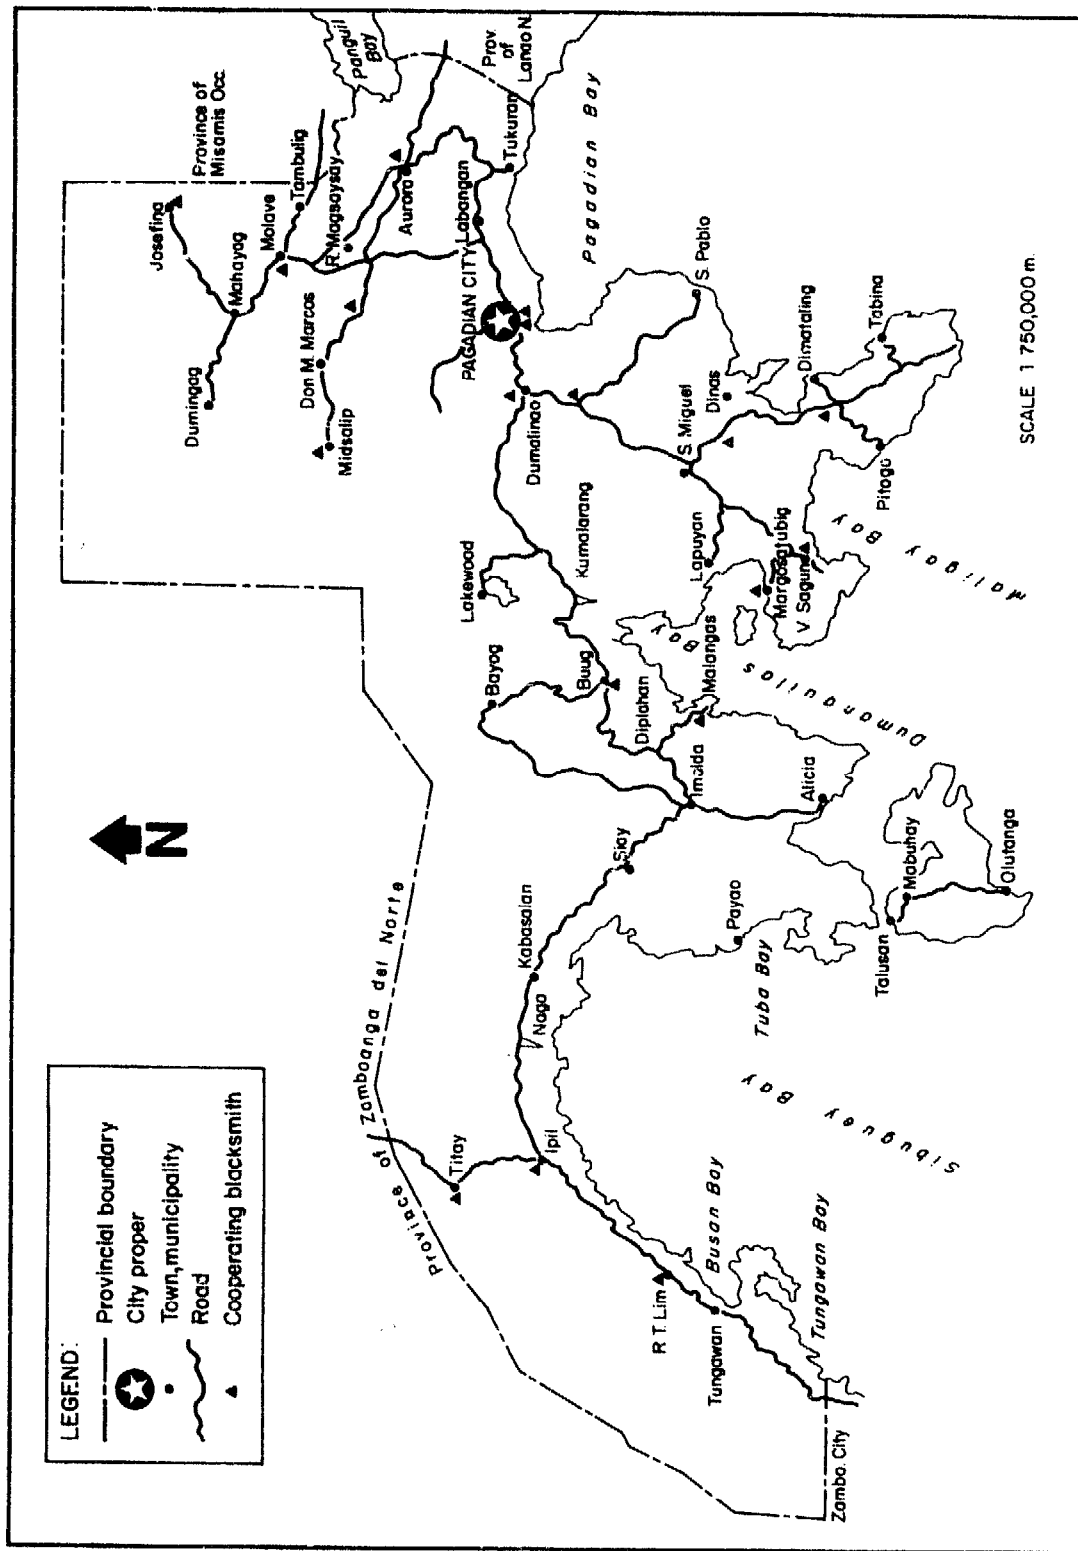 LEGEND:
Provincial boundary
City proper
Town, municipality
Road
Cooperating blacksmith
N
Province of Zamboanga del Norte
Province of
Misamis Occ.
Panguil
Bay
Prov.
of
Lanao N.
Josefina
Mahayag
Dumingag
Molave
Tambulig
R. Magsaysay
Don M. Marcos
Midsalip
Aurora
Labangan
Tukuran
PAGADIAN CITY
Pagadian Bay
Dumalinao
S. Pablo
S. Miguel
Dinas
Dimataling
Tabina
Pitogo
Lapuyan
Margosatubig
V. Sagun
Maligay Bay
Lakewood
Kumalarang
Bayog
Buug
Diplahan
Malangas
Dumanquilas Bay
Imelda
Alicia
Siay
Kabasalan
Naga
Payao
Tuba Bay
Talusan
Mabuhay
Olutanga
Sibuguey Bay
Titay
Ipil
R.T. Lim
Tungawan
Busan Bay
Tungawan Bay
Zambo. City
SCALE 1 750,000 m.